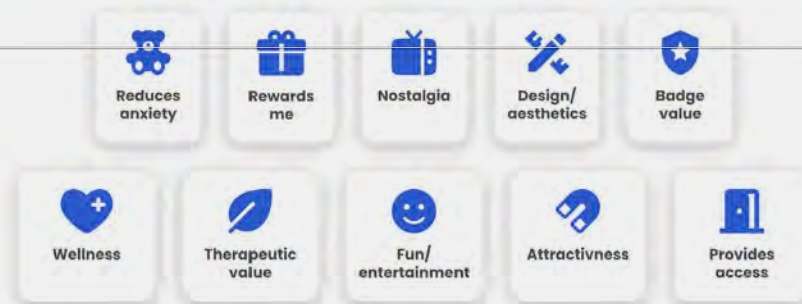 Reduces
anxiety
Rewards
me
Nostalgia
Design/
aesthetics
Badge
value
Wellness
Therapeutic
value
Fun/
entertainment
Attractivness
Provides
access